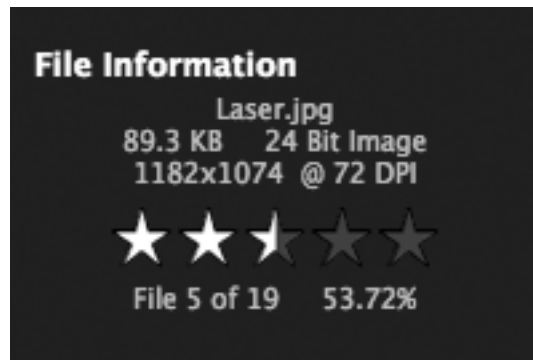 File Information
Laser.jpg
89.3 KB 24 Bit Image
1182x1074 @ 72 DPI
File 5 of 19 53.72%